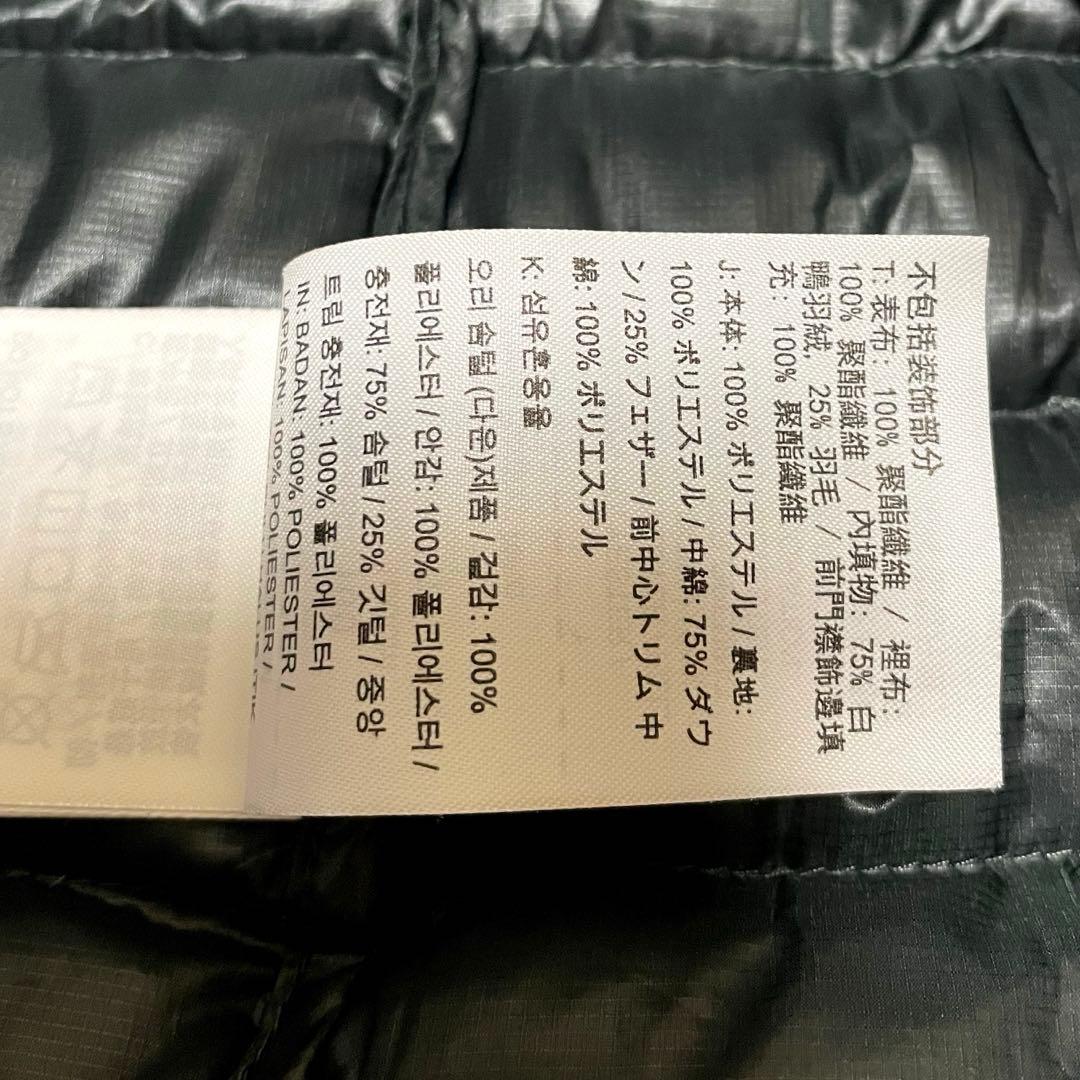 不包括装饰部分
T: 表布: 100% 聚酯纖維 / 裡布:
100% 聚酯纖維 / 內填物: 75% 白
鴨羽絨, 25% 羽毛 / 前門襟飾邊填
充: 100% 聚酯纖維
J: 本体: 100% ポリエステル / 裏地:
100% ポリエステル / 中綿: 75% ダウ
ン / 25% フェザー / 前中心トリム 中
綿: 100% ポリエステル
K: 섬유혼용율
오리 솜털 (다운)제품 / 겉감: 100%
폴리에스터 / 안감: 100% 폴리에스터 /
충전재: 75% 솜털 / 25% 깃털 / 중앙
트림 충전재: 100% 폴리에스터
IN: BADAN: 100% POLIESTER /
LAPISAN: 100% POLIESTER /